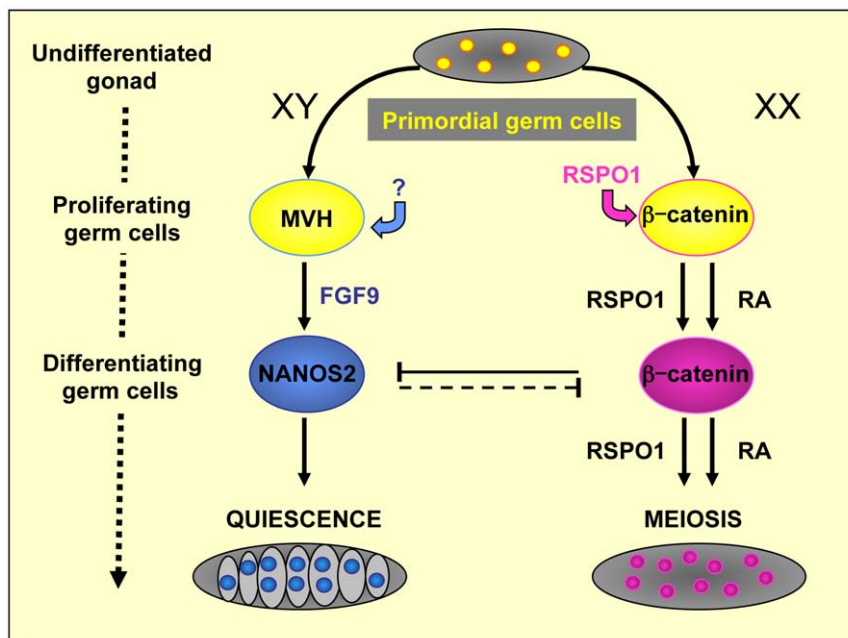 Undifferentiated
gonad
XY
XX
Primordial germ cells
?
RSPO1
Proliferating
germ cells
MVH
β−catenin
FGF9
RSPO1
RA
Differentiating
germ cells
NANOS2
β−catenin
RSPO1
RA
QUIESCENCE
MEIOSIS